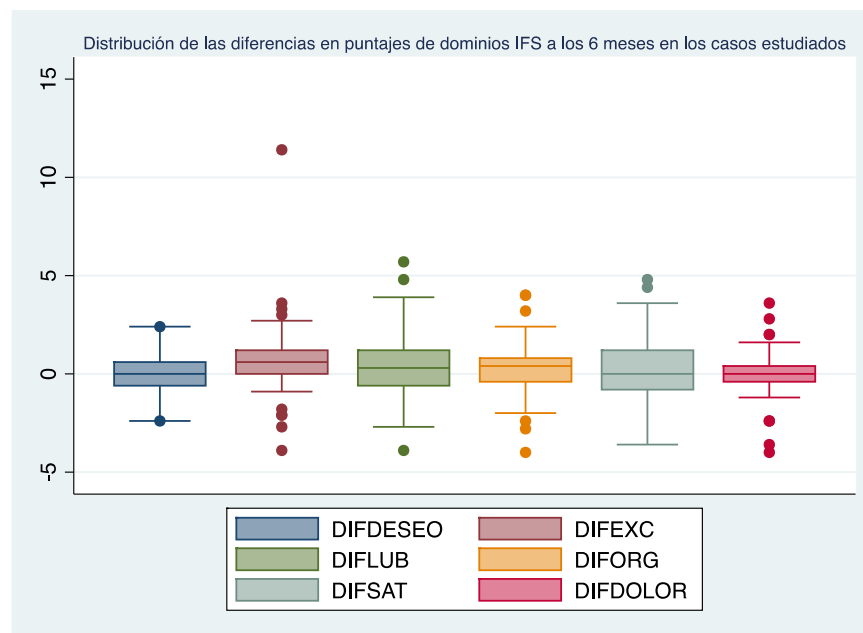 Distribución de las diferencias en puntajes de dominios IFS a los 6 meses en los casos estudiados
15
10
5
0
-5
DIFDESEO DIFEXC
DIFLUB DIFORG
DIFSAT DIFDOLOR